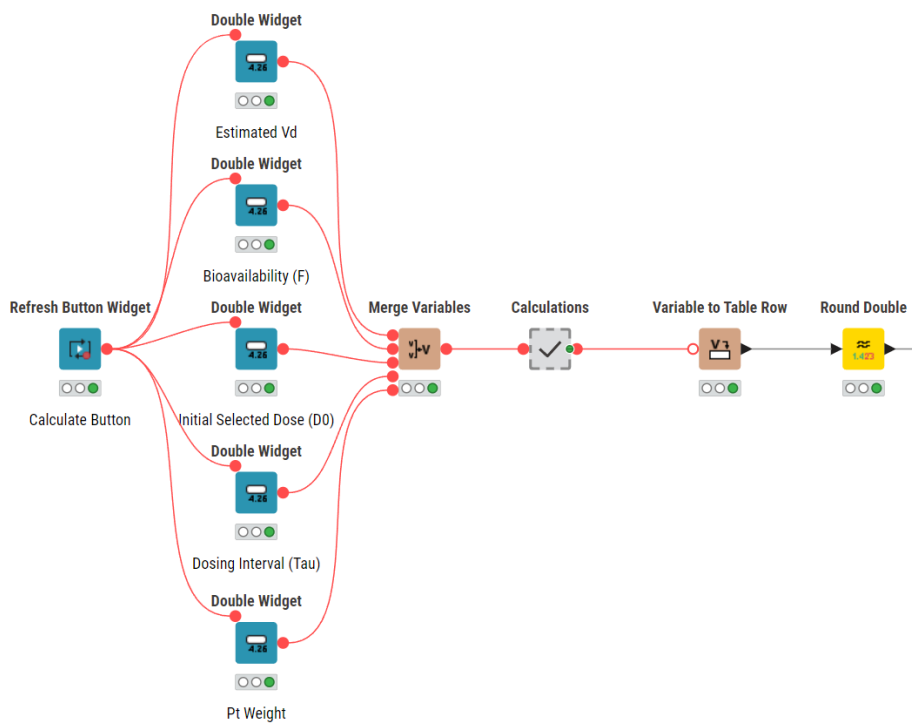 Double Widget
4.26
Estimated Vd
Double Widget
4.26
Bioavailability (F)
Refresh Button Widget
Calculate Button
Double Widget
4.26
Initial Selected Dose (D0)
Merge Variables
V
V
V
Calculations
Variable to Table Row
V
Round Double
1.423
Double Widget
4.26
Dosing Interval (Tau)
Double Widget
4.26
Pt Weight